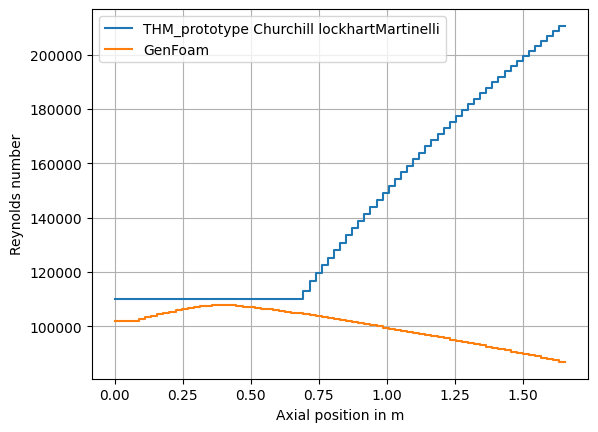 THM_prototype Churchill lockhartMartinelli
GenFoam
Reynolds number
200000
180000
160000
140000
120000
100000
0.00 0.25 0.50 0.75 1.00 1.25 1.50
Axial position in m